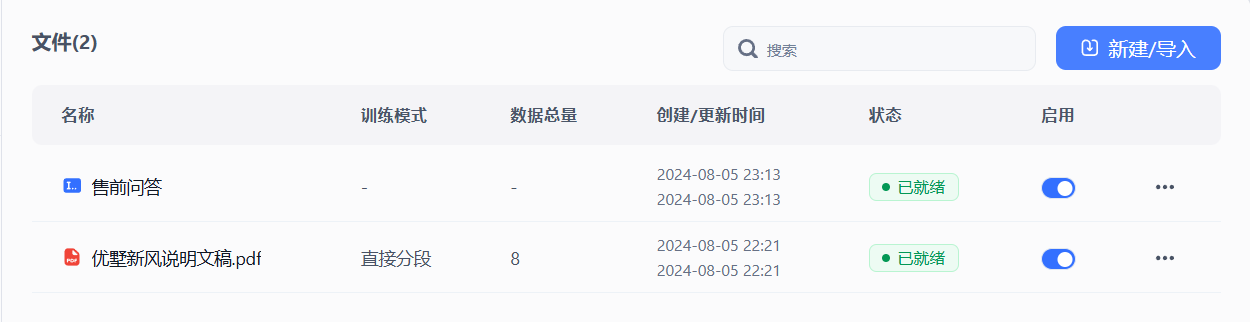 文件(2)
搜索
新建/导入
名称 训练模式 数据总量 创建/更新时间 状态 启用
I..
售前问答 - - 2024-08-05 23:13 已就绪
2024-08-05 23:13
PDF
优墅新风说明文稿.pdf 直接分段 8 2024-08-05 22:21 已就绪
2024-08-05 22:21